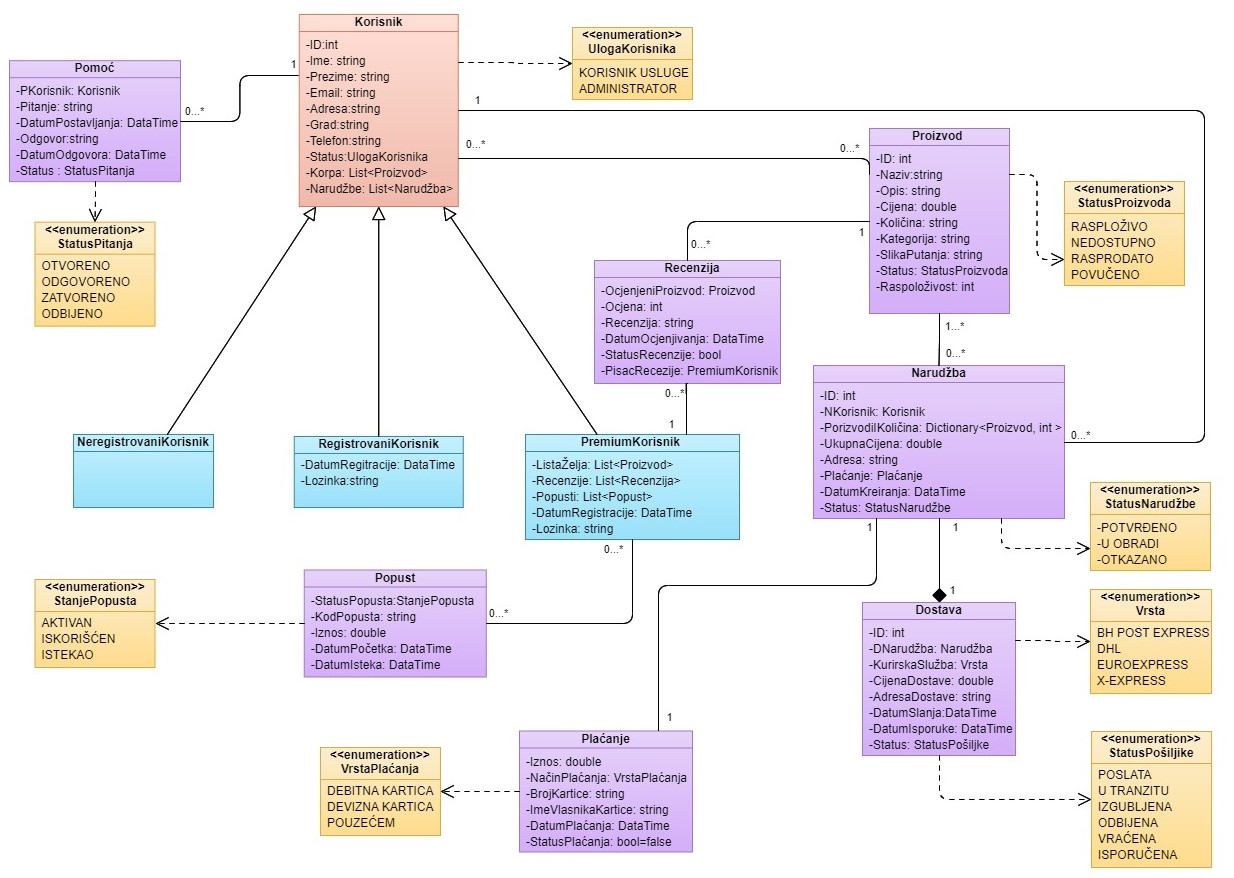 Korisnik
-ID:int
-Ime: string
-Prezime: string
-Email: string
-Adresa:string
-Grad:string
-Telefon:string
-Status:UlogaKorisnika
-Korpa: List<Proizvod>
-Narudžbe: List<Narudžba>
<<enumeration>>
UlogaKorisnika
KORISNIK USLUGE
ADMINISTRATOR
Pomoć
-PKorisnik: Korisnik
-Pitanje: string
-DatumPostavljanja: DataTime
-Odgovor:string
-DatumOdgovora: DataTime
-Status : StatusPitanja
1
0...*
1
0...*
0...*
<<enumeration>>
StatusPitanja
OTVORENO
ODGOVORENO
ZATVORENO
ODBIJENO
Proizvod
-ID: int
-Naziv:string
-Opis: string
-Cijena: double
-Količina: string
-Kategorija: string
-SlikaPutanja: string
-Status: StatusProizvoda
-Raspoloživost: int
<<enumeration>>
StatusProizvoda
RASPLOŽIVO
NEDOSTUPNO
RASPRODATO
POVUČENO
1
0...*
Recenzija
-OcjenjeniProizvod: Proizvod
-Ocjena: int
-Recenzija: string
-DatumOcjenjivanja: DataTime
-StatusRecenzije: bool
-PisacRecezije: PremiumKorisnik
0...*
1
1...*
0...*
Narudžba
-ID: int
-NKorisnik: Korisnik
-PorizvodiIKoličina: Dictionary<Proizvod, int >
-UkupnaCijena: double
-Adresa: string
-Plaćanje: Plaćanje
-DatumKreiranja: DataTime
-Status: StatusNarudžbe
0...*
NeregistrovaniKorisnik
RegistrovaniKorisnik
-DatumRegitracije: DataTime
-Lozinka:string
PremiumKorisnik
-ListaŽelja: List<Proizvod>
-Recenzije: List<Recenzija>
-Popusti: List<Popust>
-DatumRegistracije: DataTime
-Lozinka: string
0...*
0...*
<<enumeration>>
StatusNarudžbe
-POTVRĐENO
-U OBRADI
-OTKAZANO
1
1
1
<<enumeration>>
StanjePopusta
AKTIVAN
ISKORIŠĆEN
ISTEKAO
Popust
-StatusPopusta:StanjePopusta
-KodPopusta: string
-Iznos: double
-DatumPočetka: DataTime
-DatumIsteka: DataTime
Dostava
-ID: int
-DNarudžba: Narudžba
-KurirskaSlužba: Vrsta
-CijenaDostave: double
-AdresaDostave: string
-DatumSlanja:DataTime
-DatumIsporuke: DataTime
-Status: StatusPošiljke
<<enumeration>>
Vrsta
BH POST EXPRESS
DHL
EUROEXPRESS
X-EXPRESS
1
Plaćanje
-Iznos: double
-NačinPlaćanja: VrstaPlaćanja
-BrojKartice: string
-ImeVlasnikaKartice: string
-DatumPlaćanja: DataTime
-StatusPlaćanja: bool=false
<<enumeration>>
VrstaPlaćanja
DEBITNA KARTICA
DEVIZNA KARTICA
POUZEĆEM
<<enumeration>>
StatusPošiljike
POSLATA
U TRANZITU
IZGUBLJENA
ODBIJENA
VRAĆENA
ISPORUČENA